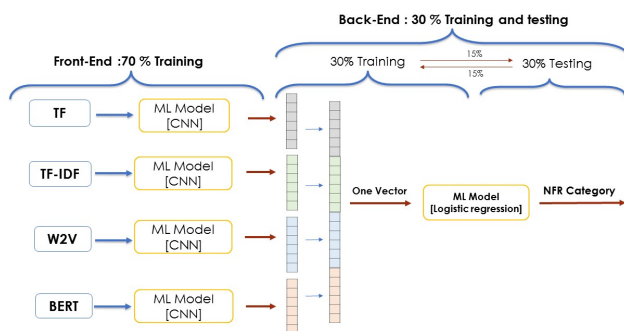 Back-End : 30 % Training and testing
Front-End :70 % Training
30% Training
15%
15%
30% Testing
TF
ML Model
[CNN]
TF-IDF
ML Model
[CNN]
W2V
ML Model
[CNN]
BERT
ML Model
[CNN]
One Vector
ML Model
[Logistic regression]
NFR Category